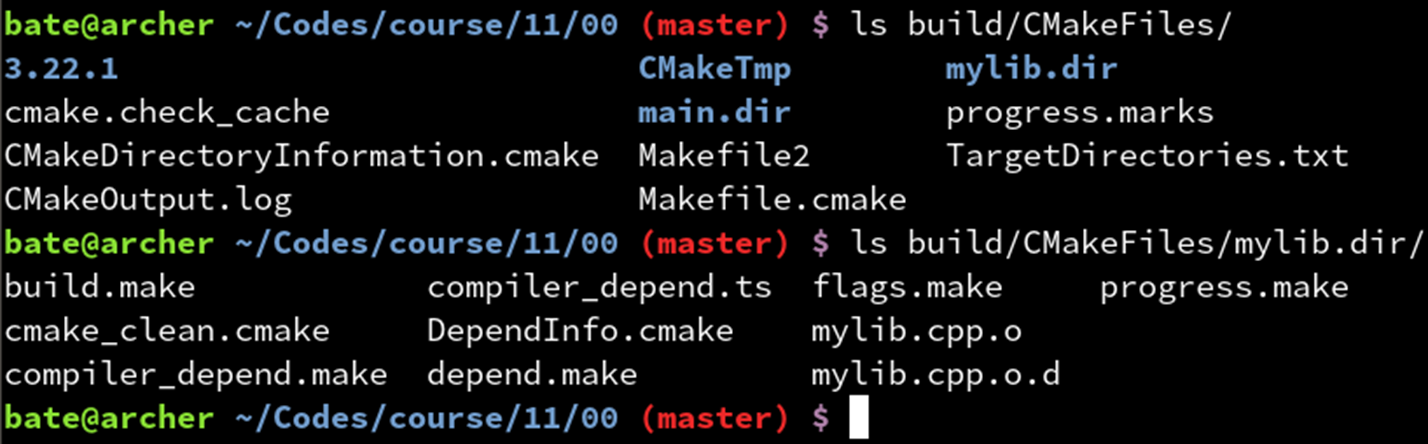 bate@archer ~/Codes/course/11/00 (master) $ ls build/CMakeFiles/
3.22.1 CMakeTmp mylib.dir
cmake.check_cache main.dir progress.marks
CMakeDirectoryInformation.cmake Makefile2 TargetDirectories.txt
CMakeOutput.log Makefile.cmake
bate@archer ~/Codes/course/11/00 (master) $ ls build/CMakeFiles/mylib.dir/
build.make compiler_depend.ts flags.make progress.make
cmake_clean.cmake DependInfo.cmake mylib.cpp.o
compiler_depend.make depend.make mylib.cpp.o.d
bate@archer ~/Codes/course/11/00 (master) $